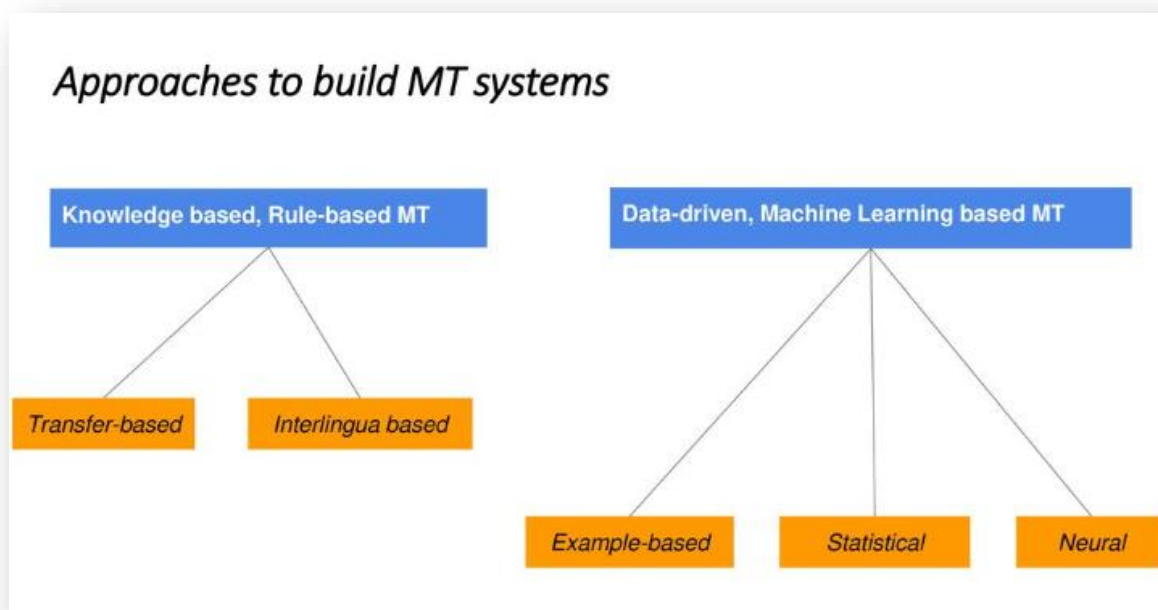 Approaches to build MT systems
Knowledge based, Rule-based MT
Data-driven, Machine Learning based MT
Transfer-based
Interlingua based
Example-based
Statistical
Neural